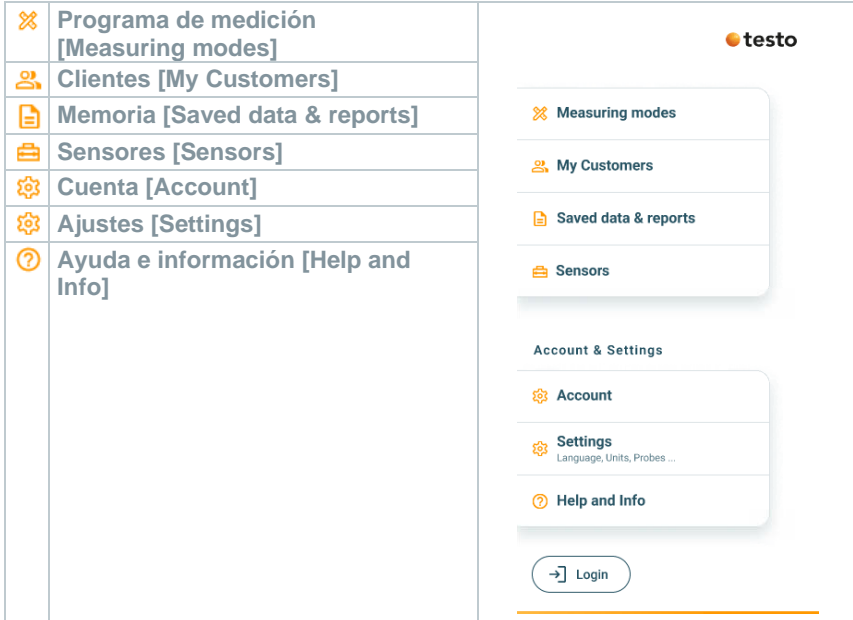 Programa de medición
[Measuring modes]
Clientes [My Customers]
Memoria [Saved data & reports]
Sensores [Sensors]
Cuenta [Account]
Ajustes [Settings]
Ayuda e información [Help and
Info]
testo
Measuring modes
My Customers
Saved data & reports
Sensors
Account & Settings
Account
Settings
Language, Units, Probes ...
Help and Info
Login